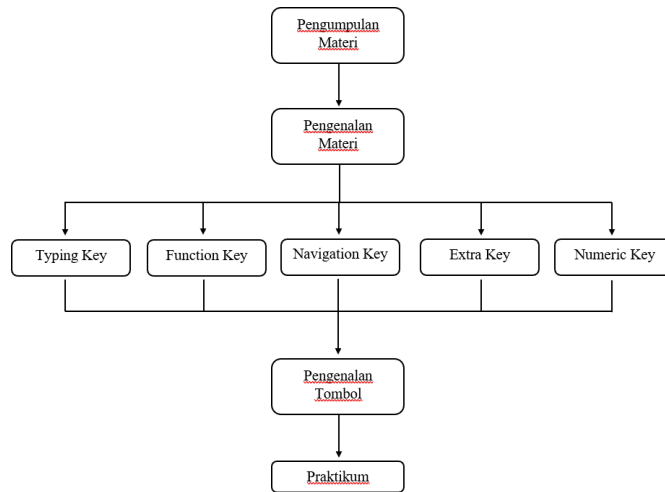 Pengumpulan
Materi
Pengenalan
Materi
Typing Key
Function Key
Navigation Key
Extra Key
Numeric Key
Pengenalan
Tombol
Praktikum